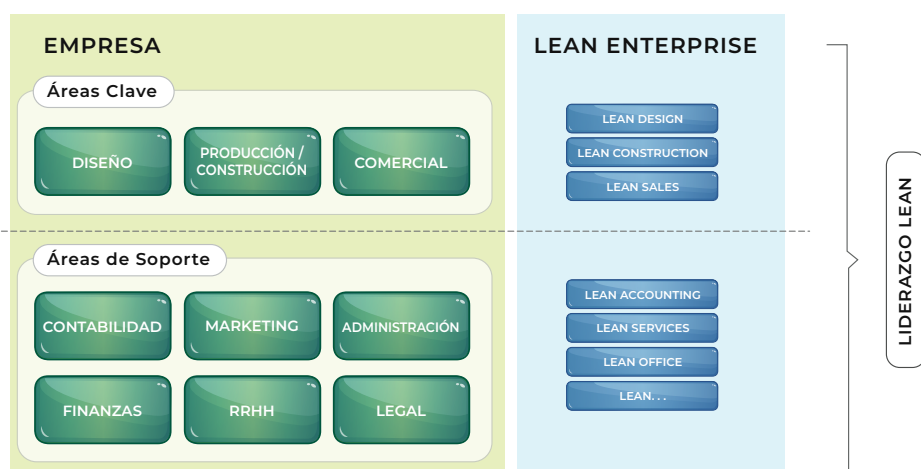 EMPRESA
Áreas Clave
DISEÑO
PRODUCCIÓN /
CONSTRUCCIÓN
COMERCIAL
Áreas de Soporte
CONTABILIDAD
MARKETING
ADMINISTRACIÓN
FINANZAS
RRHH
LEGAL
LEAN ENTERPRISE
LEAN DESIGN
LEAN CONSTRUCTION
LEAN SALES
LEAN ACCOUNTING
LEAN SERVICES
LEAN OFFICE
LEAN. . .
LIDERAZGO LEAN